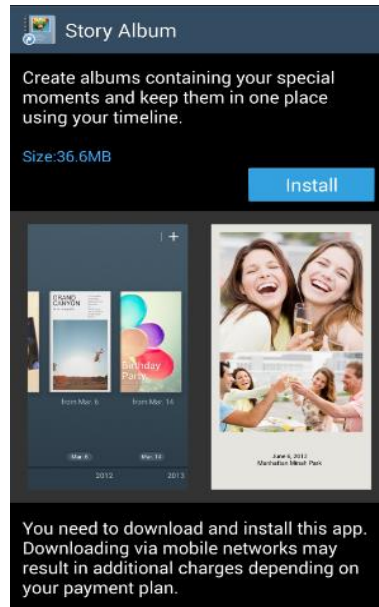 Story Album
Create albums containing your special
moments and keep them in one place
using your timeline.
Size:36.6MB
Install
GRAND
CANYON
Birthday
Party
from Mar. 6
from Mar. 14
Mar. 6
Mar. 14
2012
2013
June 6, 2012
Manhattan Minah Park
You need to download and install this app.
Downloading via mobile networks may
result in additional charges depending on
your payment plan.